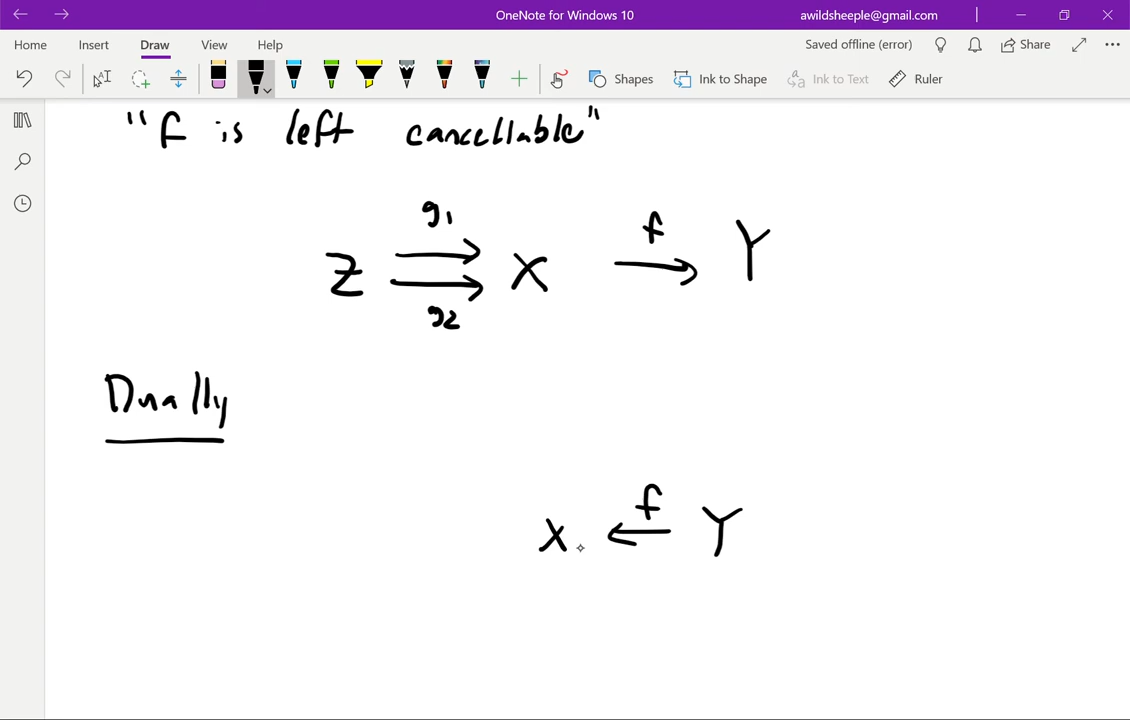 OneNote for Windows 10
awildsheeple@gmail.com
Home Insert Draw View Help
Saved offline (error)
Share
Shapes
Ink to Shape
Ink to Text
Ruler
"f is left cancellable"
g1
f
Z X Y
g2
Dually
f
X Y